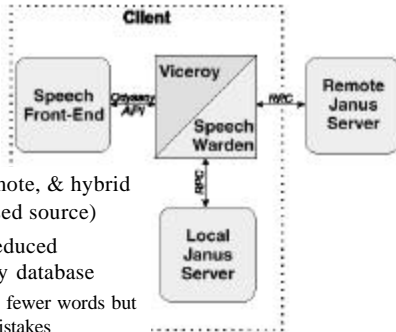 Client
Speech
Front-End
Odyssey
API
Viceroy
Speech
Warden
RPC
Remote
Janus
Server
RPC
note, & hybrid
ed source)
educed
y database
fewer words but
istakes
Local
Janus
Server